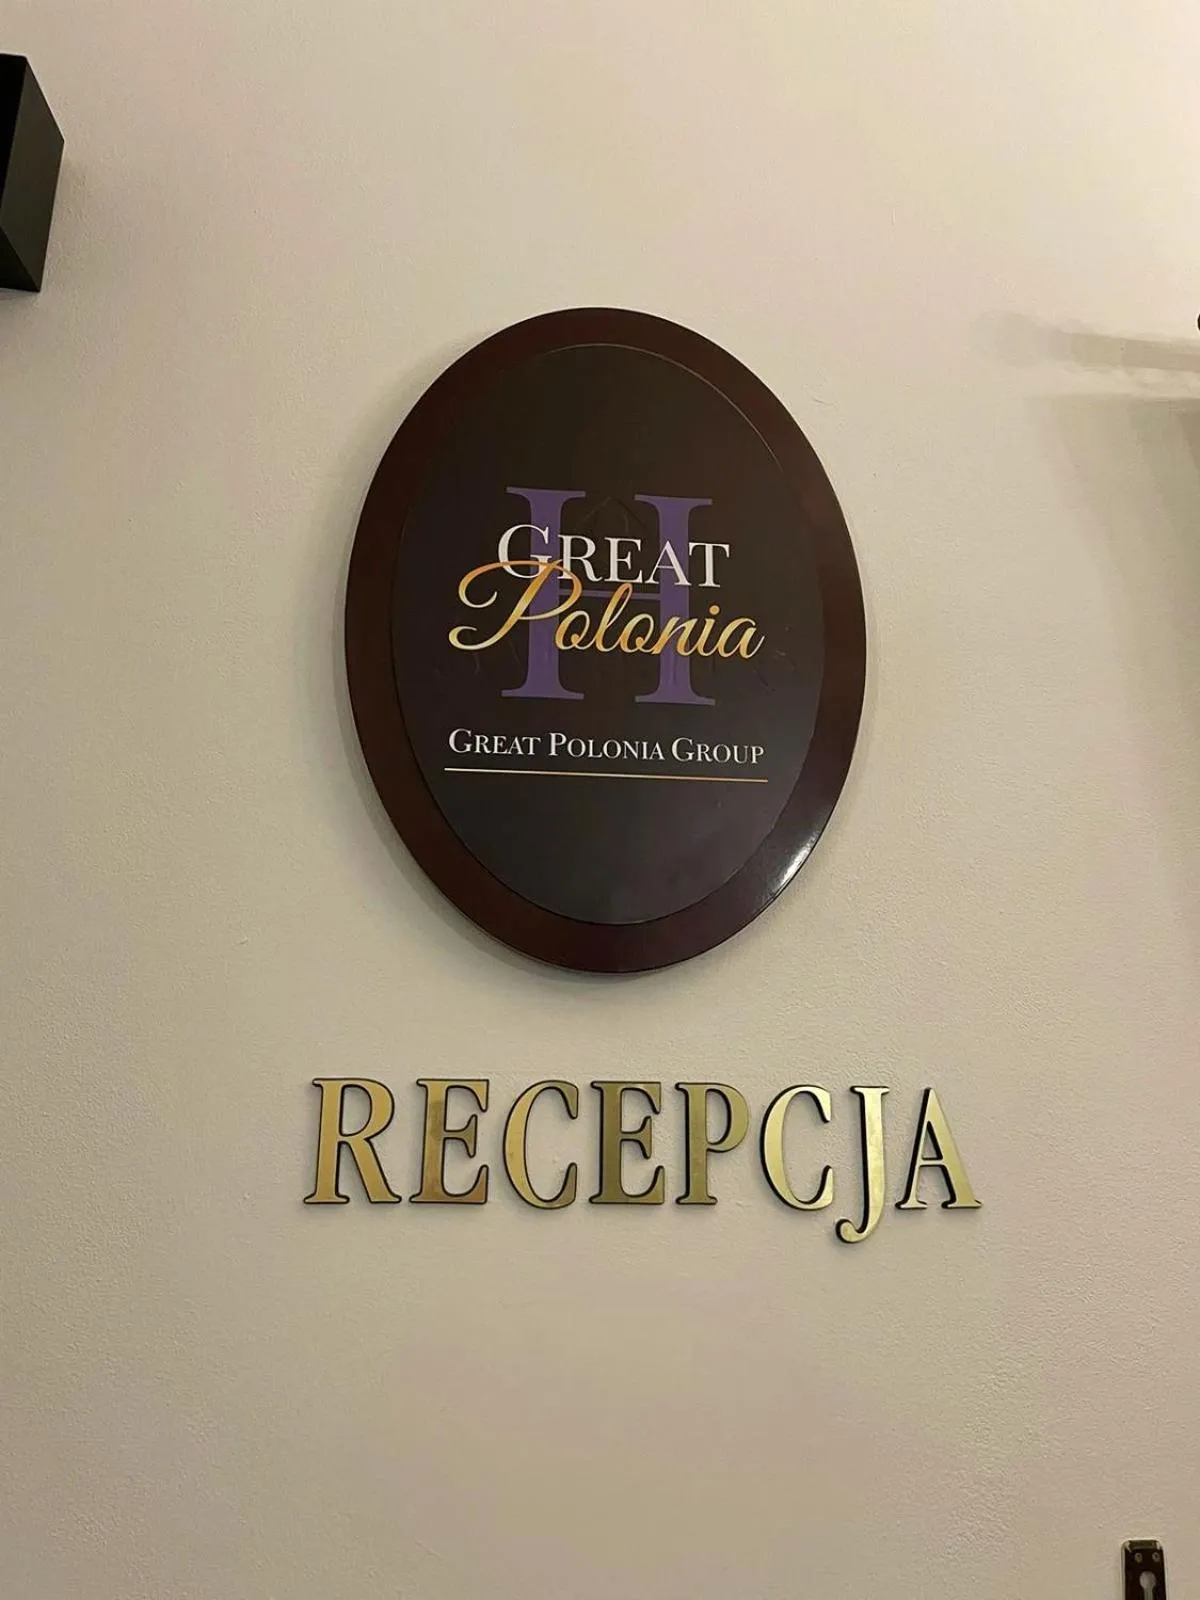 H
GREAT
Polonia
GREAT POLONIA GROUP
RECEPCJA